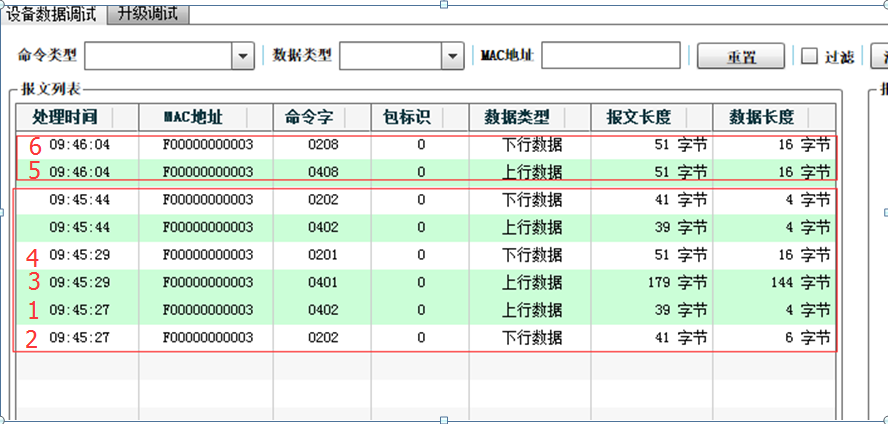 设备数据调试 升级调试
命令类型 数据类型 MAC地址 重置 过滤
报文列表
处理时间 MAC地址 命令字 包标识 数据类型 报文长度 数据长度
6 09:46:04 F00000000003 0208 0 下行数据 51 字节 16 字节
5 09:46:04 F00000000003 0408 0 上行数据 51 字节 16 字节
09:45:44 F00000000003 0202 0 下行数据 41 字节 4 字节
09:45:44 F00000000003 0402 0 上行数据 39 字节 4 字节
4 09:45:29 F00000000003 0201 0 下行数据 51 字节 16 字节
3 09:45:29 F00000000003 0401 0 上行数据 179 字节 144 字节
1 09:45:27 F00000000003 0402 0 上行数据 39 字节 4 字节
2 09:45:27 F00000000003 0202 0 下行数据 41 字节 6 字节